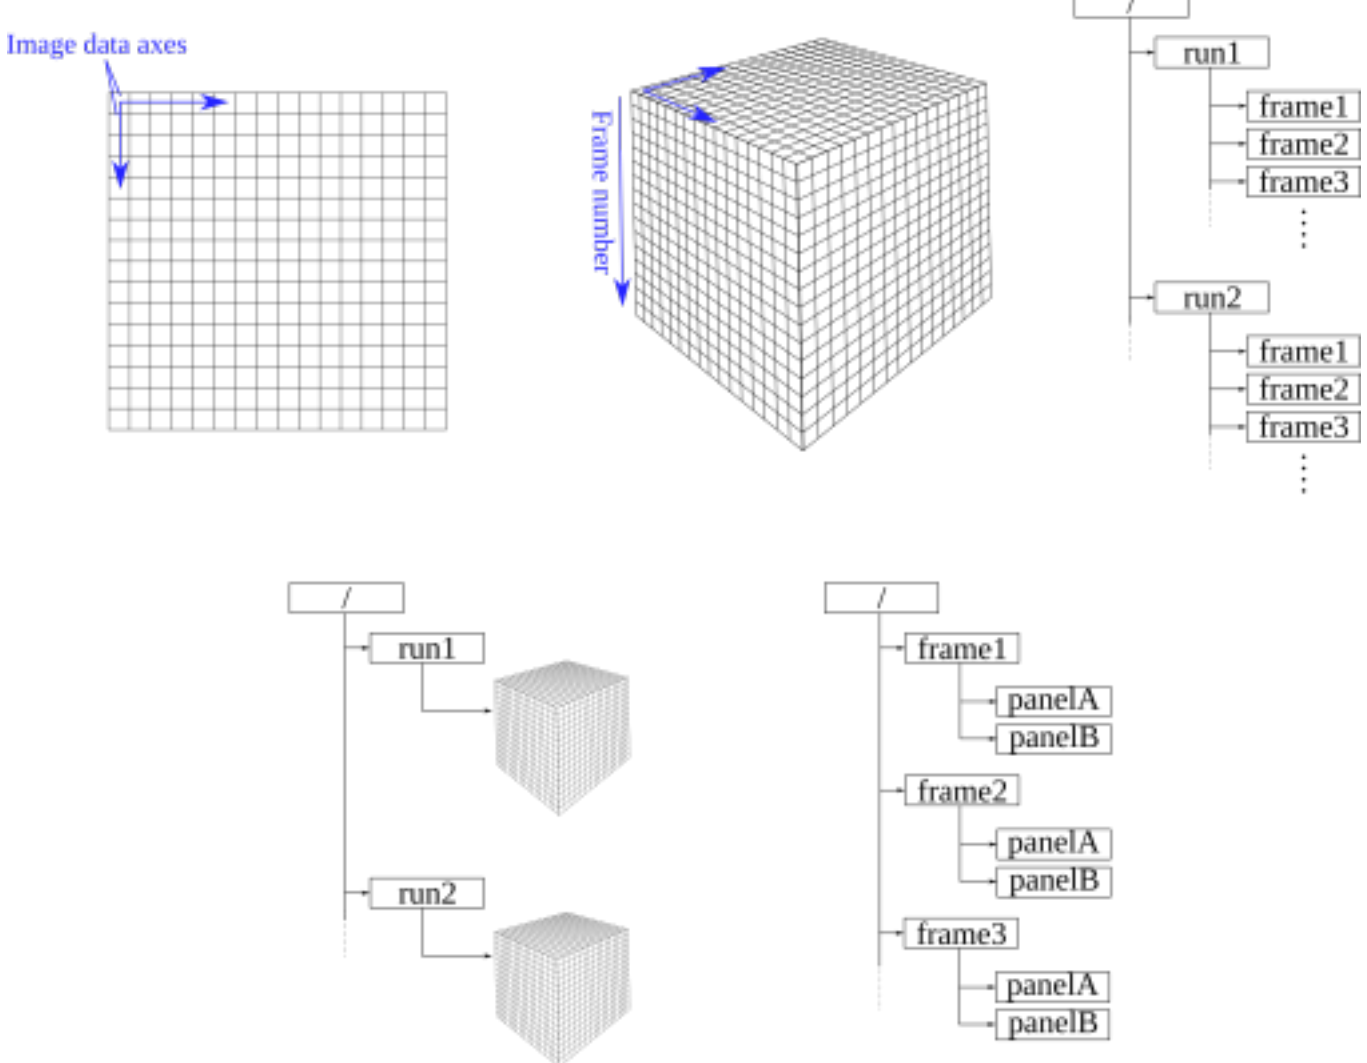 Image data axes
Frame number
/
run1
frame1
frame2
frame3
run2
frame1
frame2
frame3
/
run1
run2
/
frame1
panelA
panelB
frame2
panelA
panelB
frame3
panelA
panelB